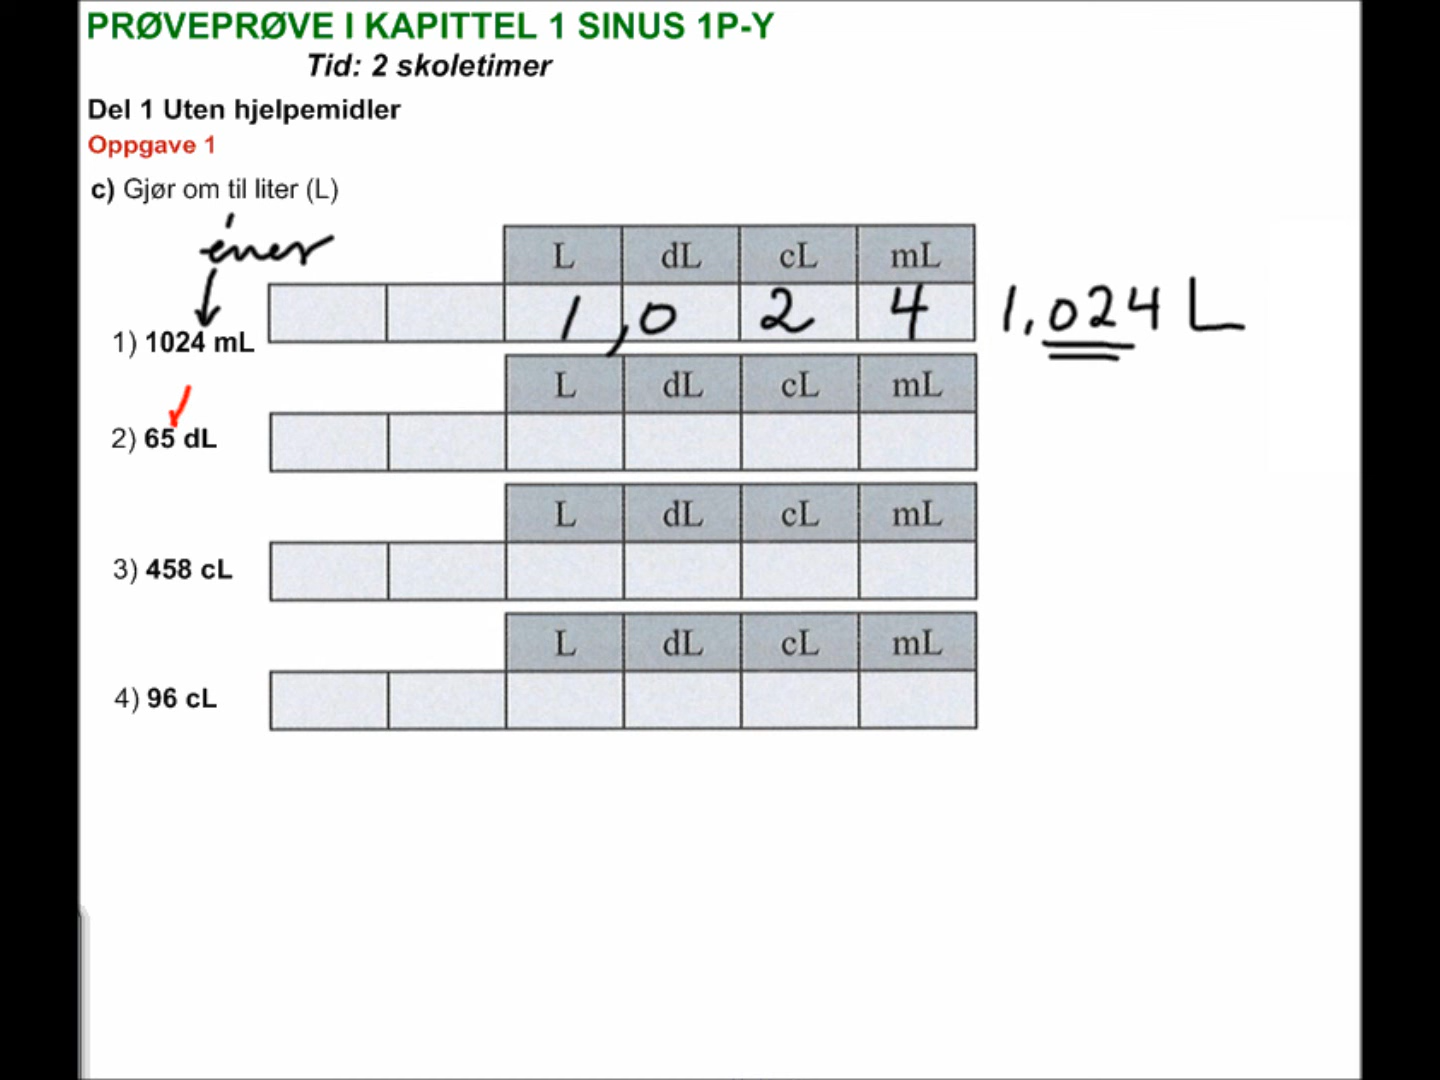 PRØVEPRØVE I KAPITTEL 1 SINUS 1P-Y
Tid: 2 skoletimer
Del 1 Uten hjelpemidler
Oppgave 1
c) Gjør om til liter (L)
éner
L dL cL mL
1) 1024 mL 1 , 0 2 4 1,024 L
L dL cL mL
2) 65 dL
L dL cL mL
3) 458 cL
L dL cL mL
4) 96 cL